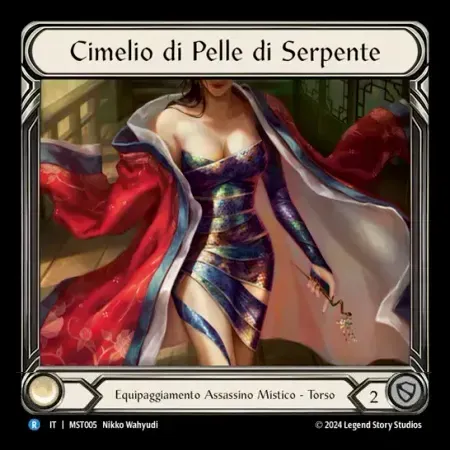 Cimelio di Pelle di Serpente
Equipaggiamento Assassino Mistico - Torso
2
R IT | MST005 Nikko Wahyudi © 2024 Legend Story Studios